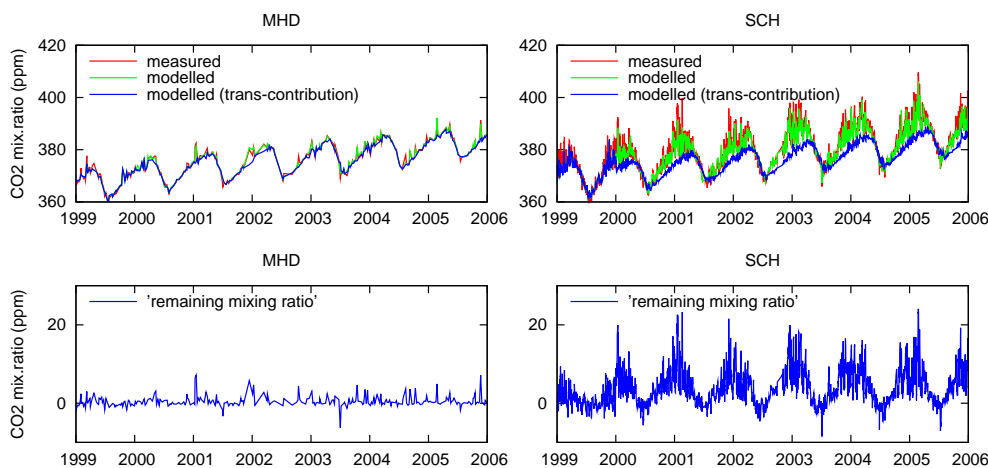 MHD
CO2 mix.ratio (ppm)
420
400
380
360
measured
modelled
modelled (trans-contribution)
1999 2000 2001 2002 2003 2004 2005 2006
SCH
420
400
380
360
measured
modelled
modelled (trans-contribution)
1999 2000 2001 2002 2003 2004 2005 2006
MHD
CO2 mix.ratio (ppm)
20
0
'remaining mixing ratio'
1999 2000 2001 2002 2003 2004 2005 2006
SCH
20
0
'remaining mixing ratio'
1999 2000 2001 2002 2003 2004 2005 2006